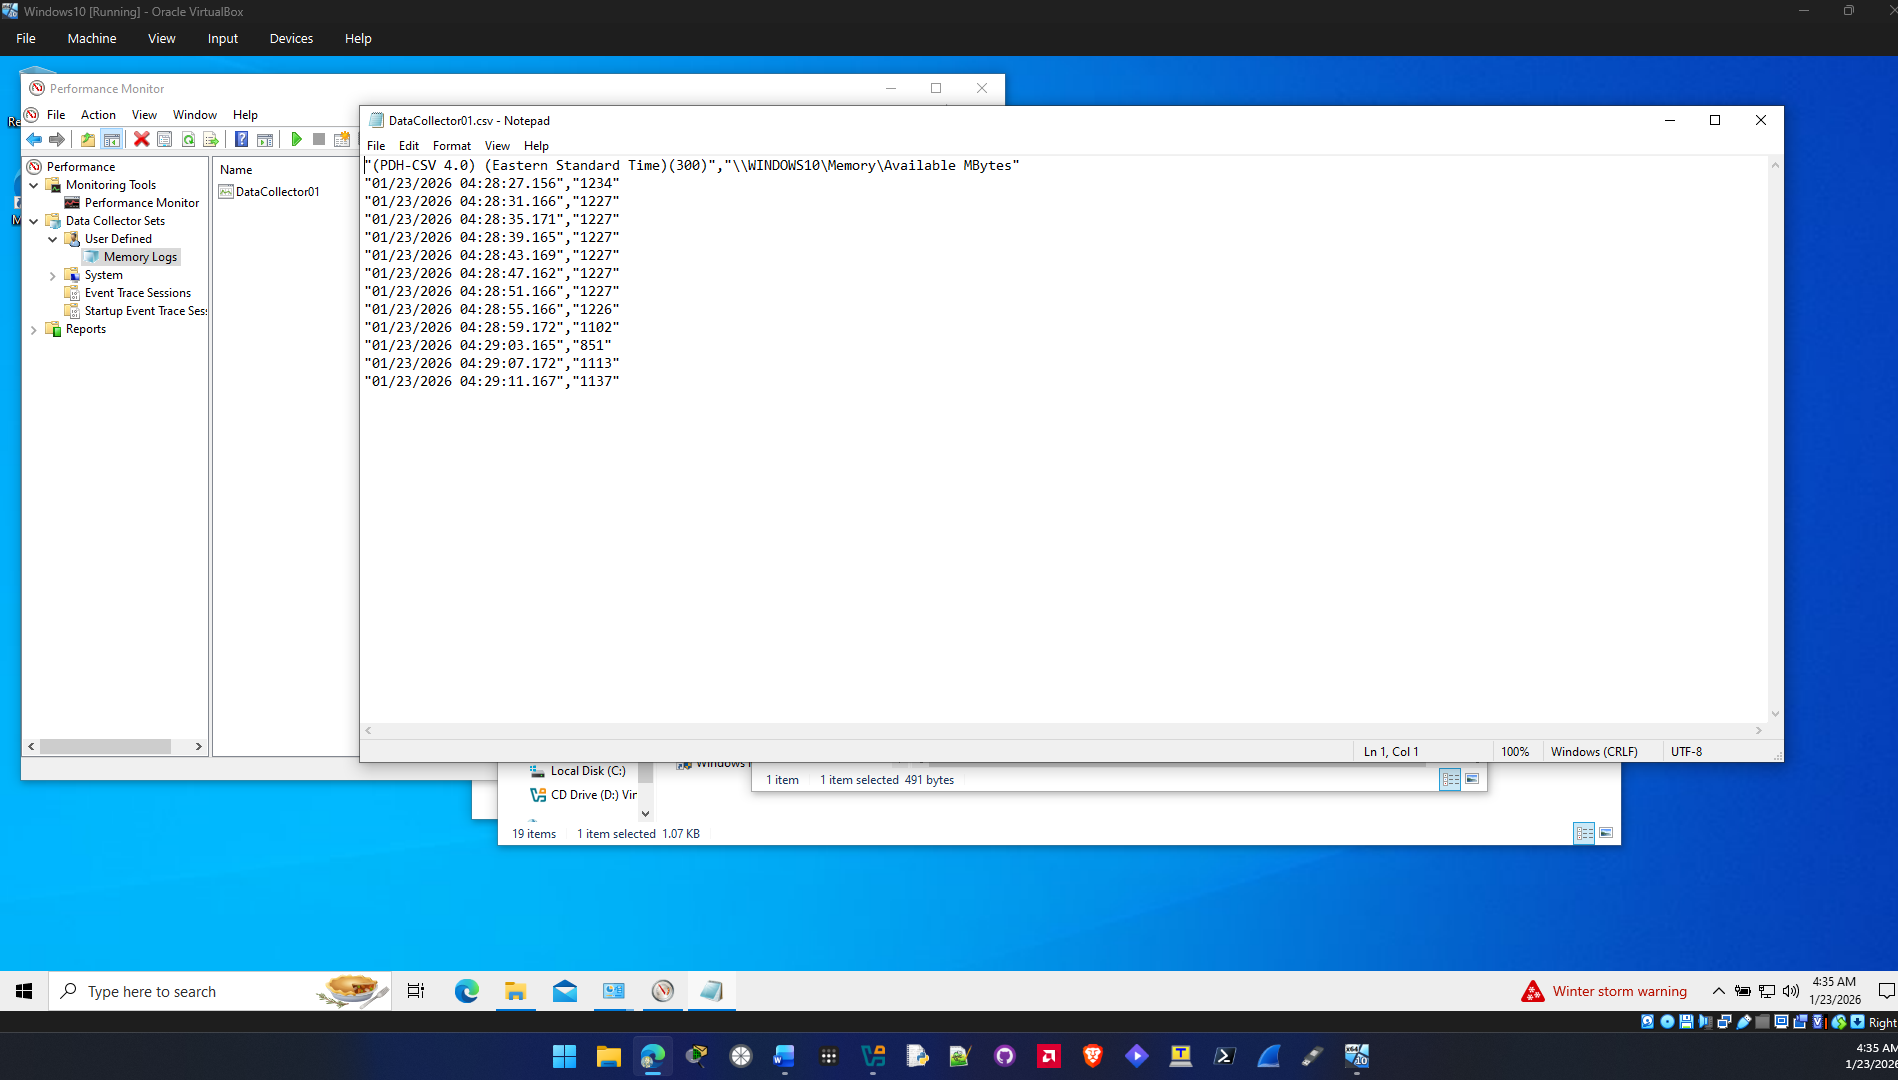 Windows10 [Running] - Oracle VirtualBox
File Machine View Input Devices Help
Performance Monitor
File Action View Window Help
Performance
Monitoring Tools
Performance Monitor
Data Collector Sets
User Defined
Memory Logs
System
Event Trace Sessions
Startup Event Trace Ses
Reports
Name
DataCollector01
DataCollector01.csv - Notepad
File Edit Format View Help
"(PDH-CSV 4.0) (Eastern Standard Time)(300)","\\WINDOWS10\Memory\Available MBytes"
"01/23/2026 04:28:27.156","1234"
"01/23/2026 04:28:31.166","1227"
"01/23/2026 04:28:35.171","1227"
"01/23/2026 04:28:39.165","1227"
"01/23/2026 04:28:43.169","1227"
"01/23/2026 04:28:47.162","1227"
"01/23/2026 04:28:51.166","1227"
"01/23/2026 04:28:55.166","1226"
"01/23/2026 04:28:59.172","1102"
"01/23/2026 04:29:03.165","851"
"01/23/2026 04:29:07.172","1113"
"01/23/2026 04:29:11.167","1137"
Ln 1, Col 1 100% Windows (CRLF) UTF-8
Local Disk (C:)
CD Drive (D:) Vir
1 item 1 item selected 491 bytes
19 items 1 item selected 1.07 KB
Type here to search
Winter storm warning
4:35 AM
1/23/2026
Right
4:35 AM
1/23/2026